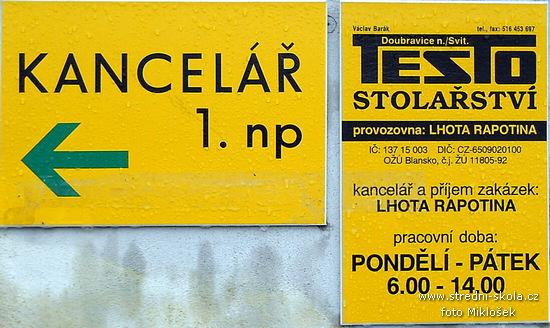 KANCELÁŘ
1. np
Václav Barák tel., fax: 516 453 697
Doubravice n./Svit.
TESTO
STOLAŘSTVÍ
provozovna: LHOTA RAPOTINA
IČ: 137 15 003 DIČ: CZ-6509020100
OŽÚ Blansko, č.j. ŽÚ 11805-92
kancelář a příjem zakázek:
LHOTA RAPOTINA
pracovní doba:
PONDĚLÍ - PÁTEK
6.00 - 14.00
www.stredni-skola.cz
foto Miklošek